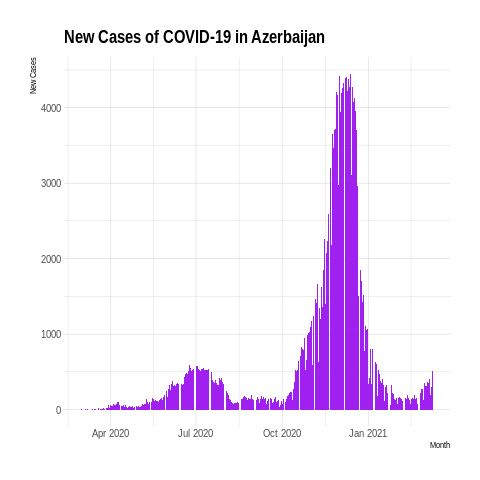 New Cases of COVID-19 in Azerbaijan
New Cases
4000
3000
2000
1000
0
Apr 2020 Jul 2020 Oct 2020 Jan 2021
Month